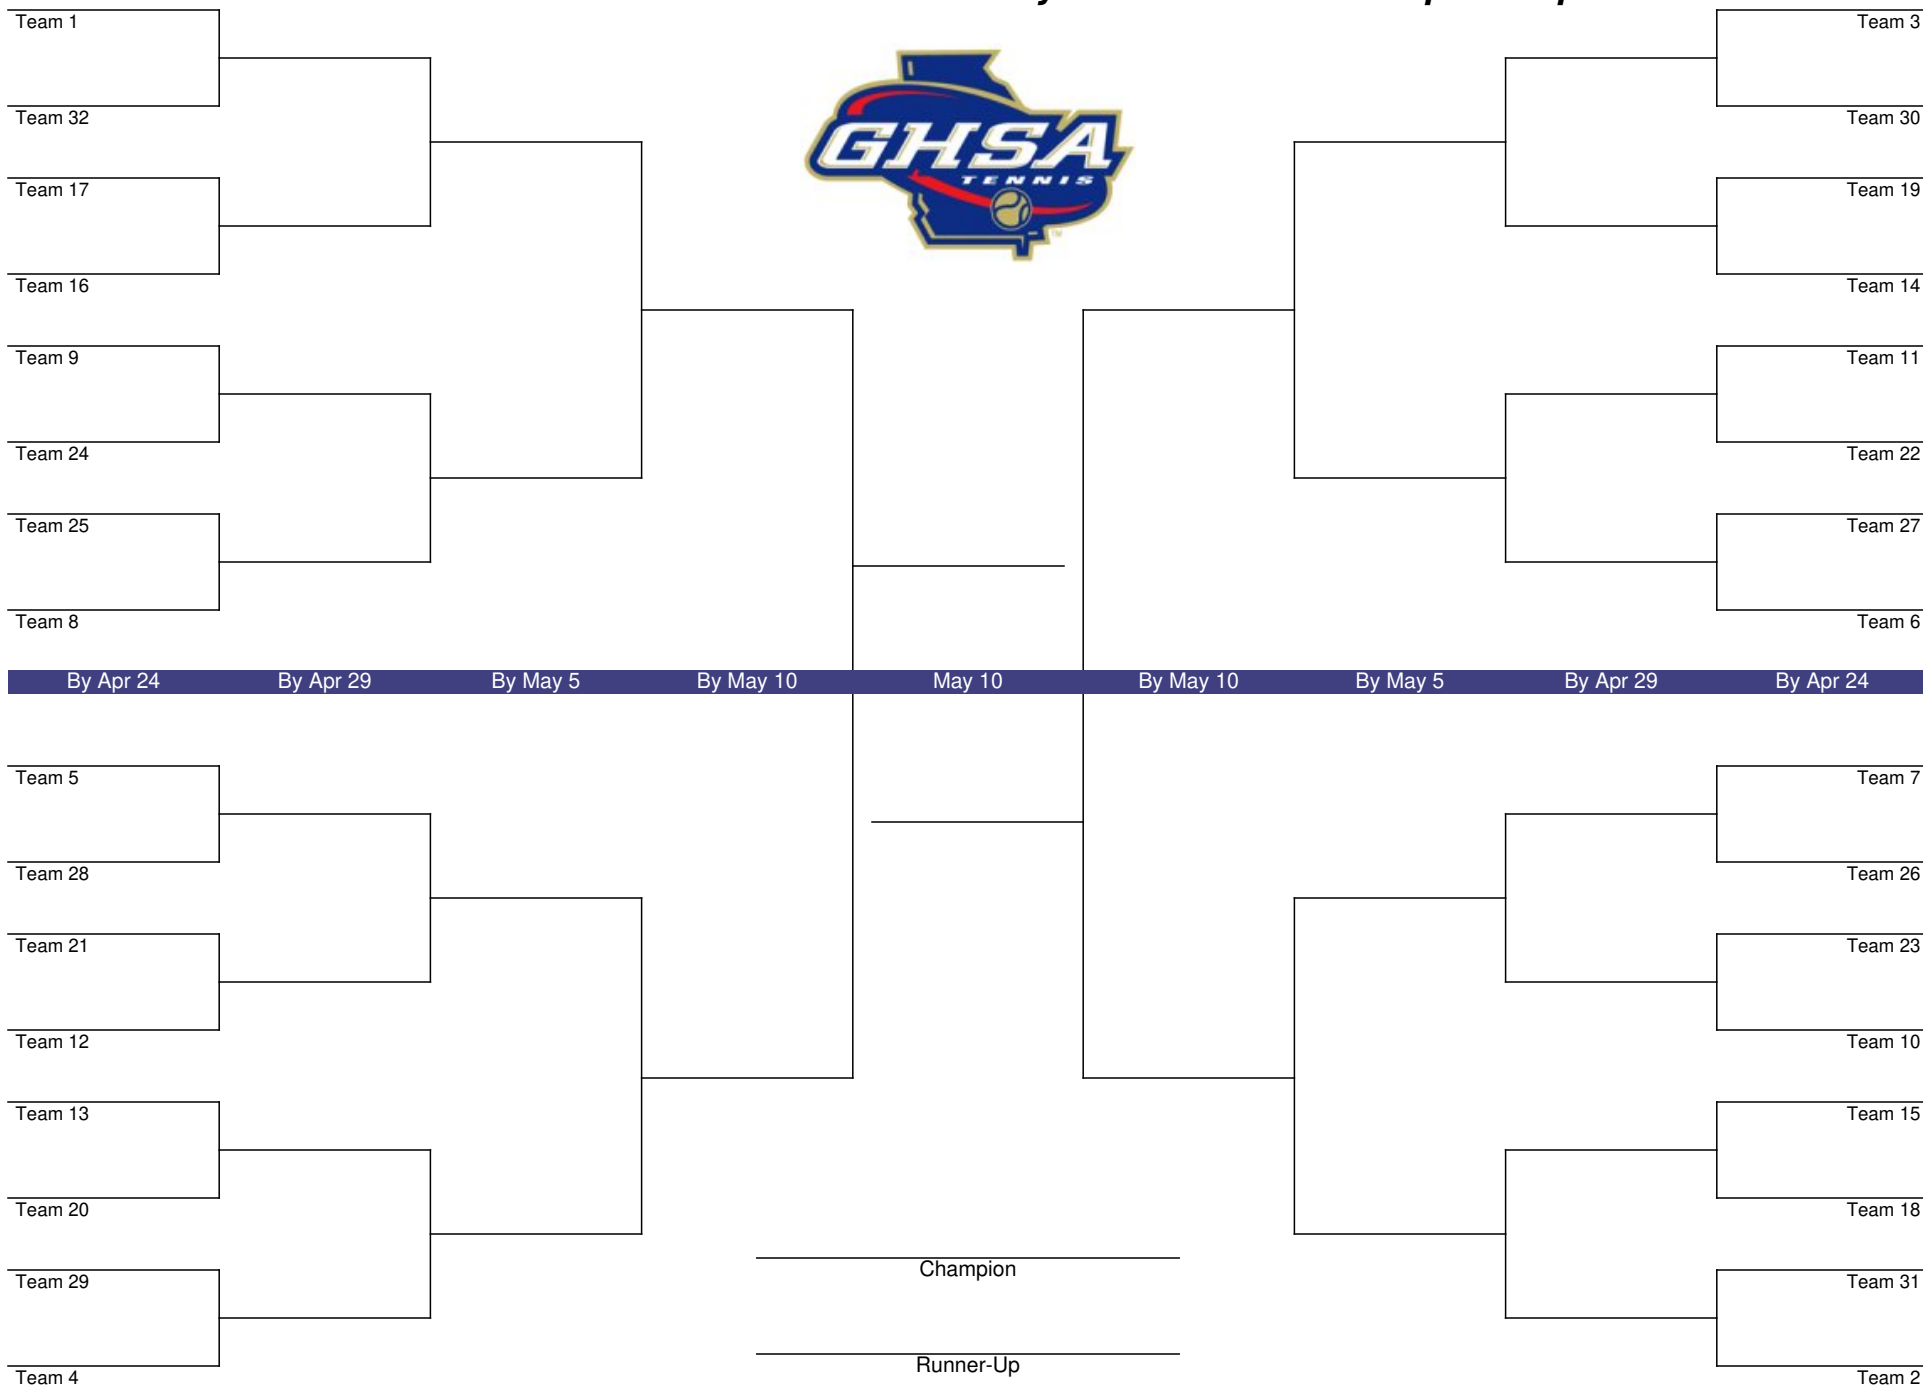 Team 1
Team 32
Team 17
Team 16
Team 9
Team 24
Team 25
Team 8
GHSA
TENNIS
TM
Team 3
Team 30
Team 19
Team 14
Team 11
Team 22
Team 27
Team 6
By Apr 24 By Apr 29 By May 5 By May 10 May 10 By May 10 By May 5 By Apr 29 By Apr 24
Team 5
Team 28
Team 21
Team 12
Team 13
Team 20
Team 29
Team 4
Champion
Runner-Up
Team 7
Team 26
Team 23
Team 10
Team 15
Team 18
Team 31
Team 2